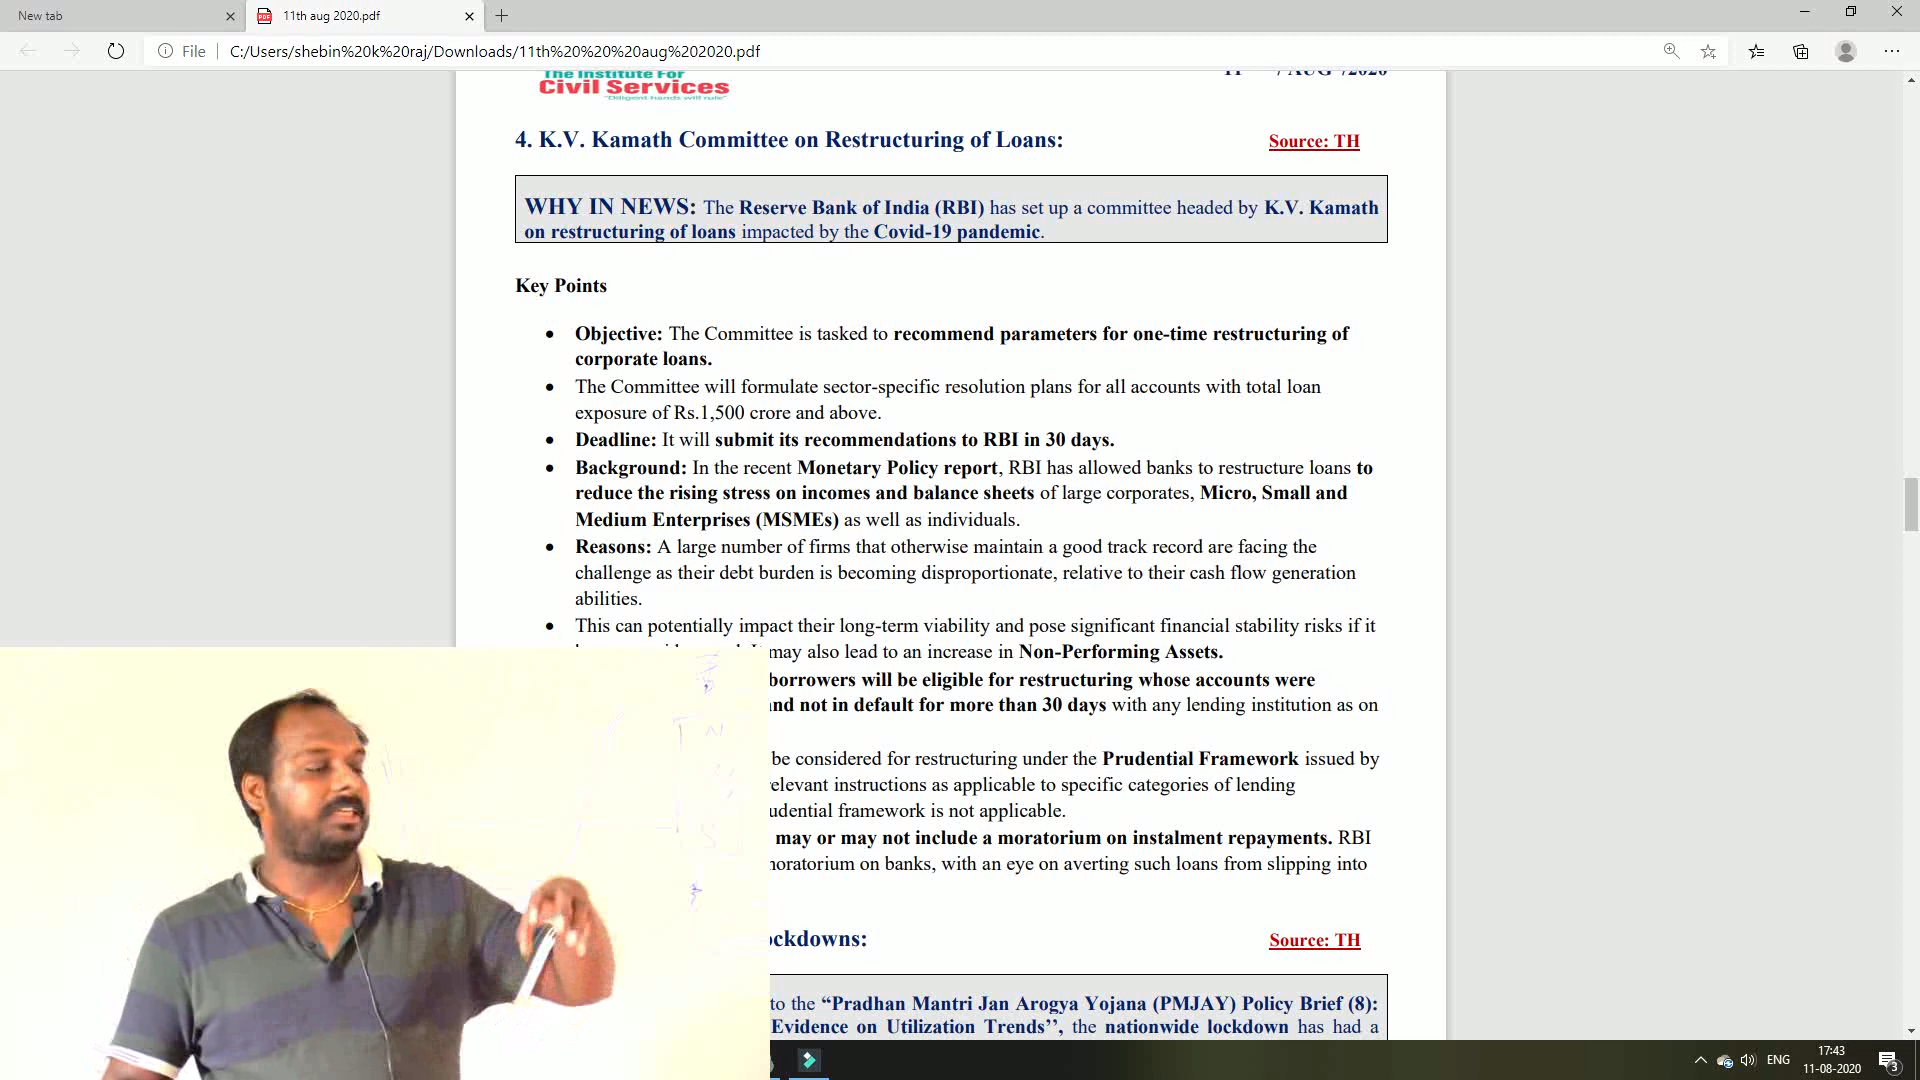 New tab
11th aug 2020.pdf
File
C:/Users/shebin%20k%20raj/Downloads/11th%20%20%20aug%202020.pdf
The Institute For
Civil Services
"Diligent hands will rule"
4. K.V. Kamath Committee on Restructuring of Loans: Source: TH
WHY IN NEWS: The Reserve Bank of India (RBI) has set up a committee headed by K.V. Kamath
on restructuring of loans impacted by the Covid-19 pandemic.
Key Points
• Objective: The Committee is tasked to recommend parameters for one-time restructuring of
corporate loans.
• The Committee will formulate sector-specific resolution plans for all accounts with total loan
exposure of Rs.1,500 crore and above.
• Deadline: It will submit its recommendations to RBI in 30 days.
• Background: In the recent Monetary Policy report, RBI has allowed banks to restructure loans to
reduce the rising stress on incomes and balance sheets of large corporates, Micro, Small and
Medium Enterprises (MSMEs) as well as individuals.
• Reasons: A large number of firms that otherwise maintain a good track record are facing the
challenge as their debt burden is becoming disproportionate, relative to their cash flow generation
abilities.
• This can potentially impact their long-term viability and pose significant financial stability risks if it
may also lead to an increase in Non-Performing Assets.
borrowers will be eligible for restructuring whose accounts were
and not in default for more than 30 days with any lending institution as on
be considered for restructuring under the Prudential Framework issued by
relevant instructions as applicable to specific categories of lending
framework is not applicable.
may or may not include a moratorium on instalment repayments. RBI
moratorium on banks, with an eye on averting such loans from slipping into
ckdowns: Source: TH
to the “Pradhan Mantri Jan Arogya Yojana (PMJAY) Policy Brief (8):
Evidence on Utilization Trends’’, the nationwide lockdown has had a
ENG
17:43
11-08-2020
3